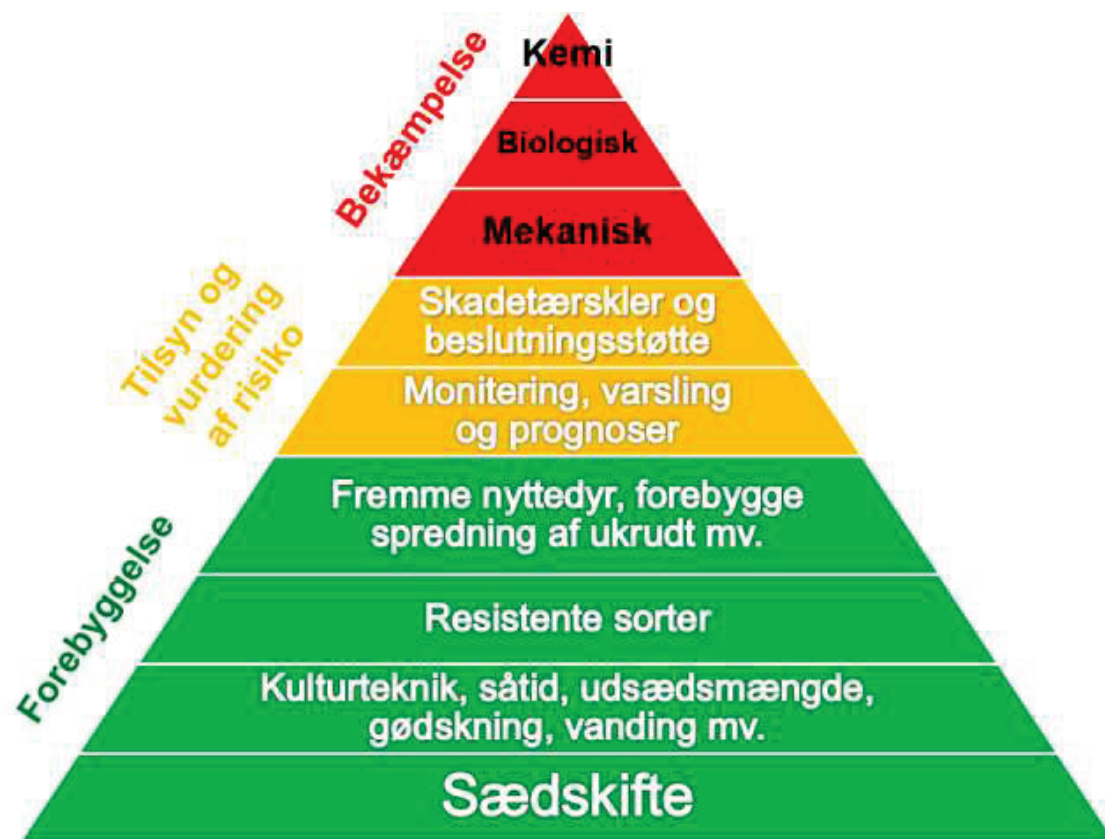 Kemi
Biologisk
Mekanisk
Bekæmpelse
Skadetærskler og
beslutningsstøtte
Monitering, varsling
og prognoser
Tilsyn og
vurdering
af risiko
Fremme nyttedyr, forebygge
spredning af ukrudt mv.
Resistente sorter
Kulturteknik, såtid, udsædsmængde,
gødskning, vanding mv.
Sædskifte
Forebyggelse